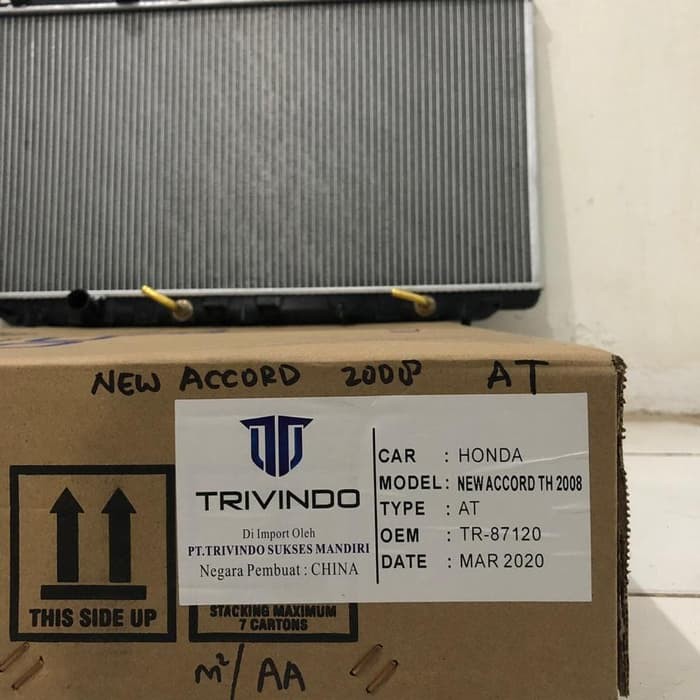 NEW ACCORD 2008 AT
TRIVINDO
Di Import Oleh
PT.TRIVINDO SUKSES MANDIRI
Negara Pembuat : CHINA
CAR : HONDA
MODEL : NEW ACCORD TH 2008
TYPE : AT
OEM : TR-87120
DATE : MAR 2020
THIS SIDE UP
STACKING MAXIMUM
7 CARTONS
m²/AA